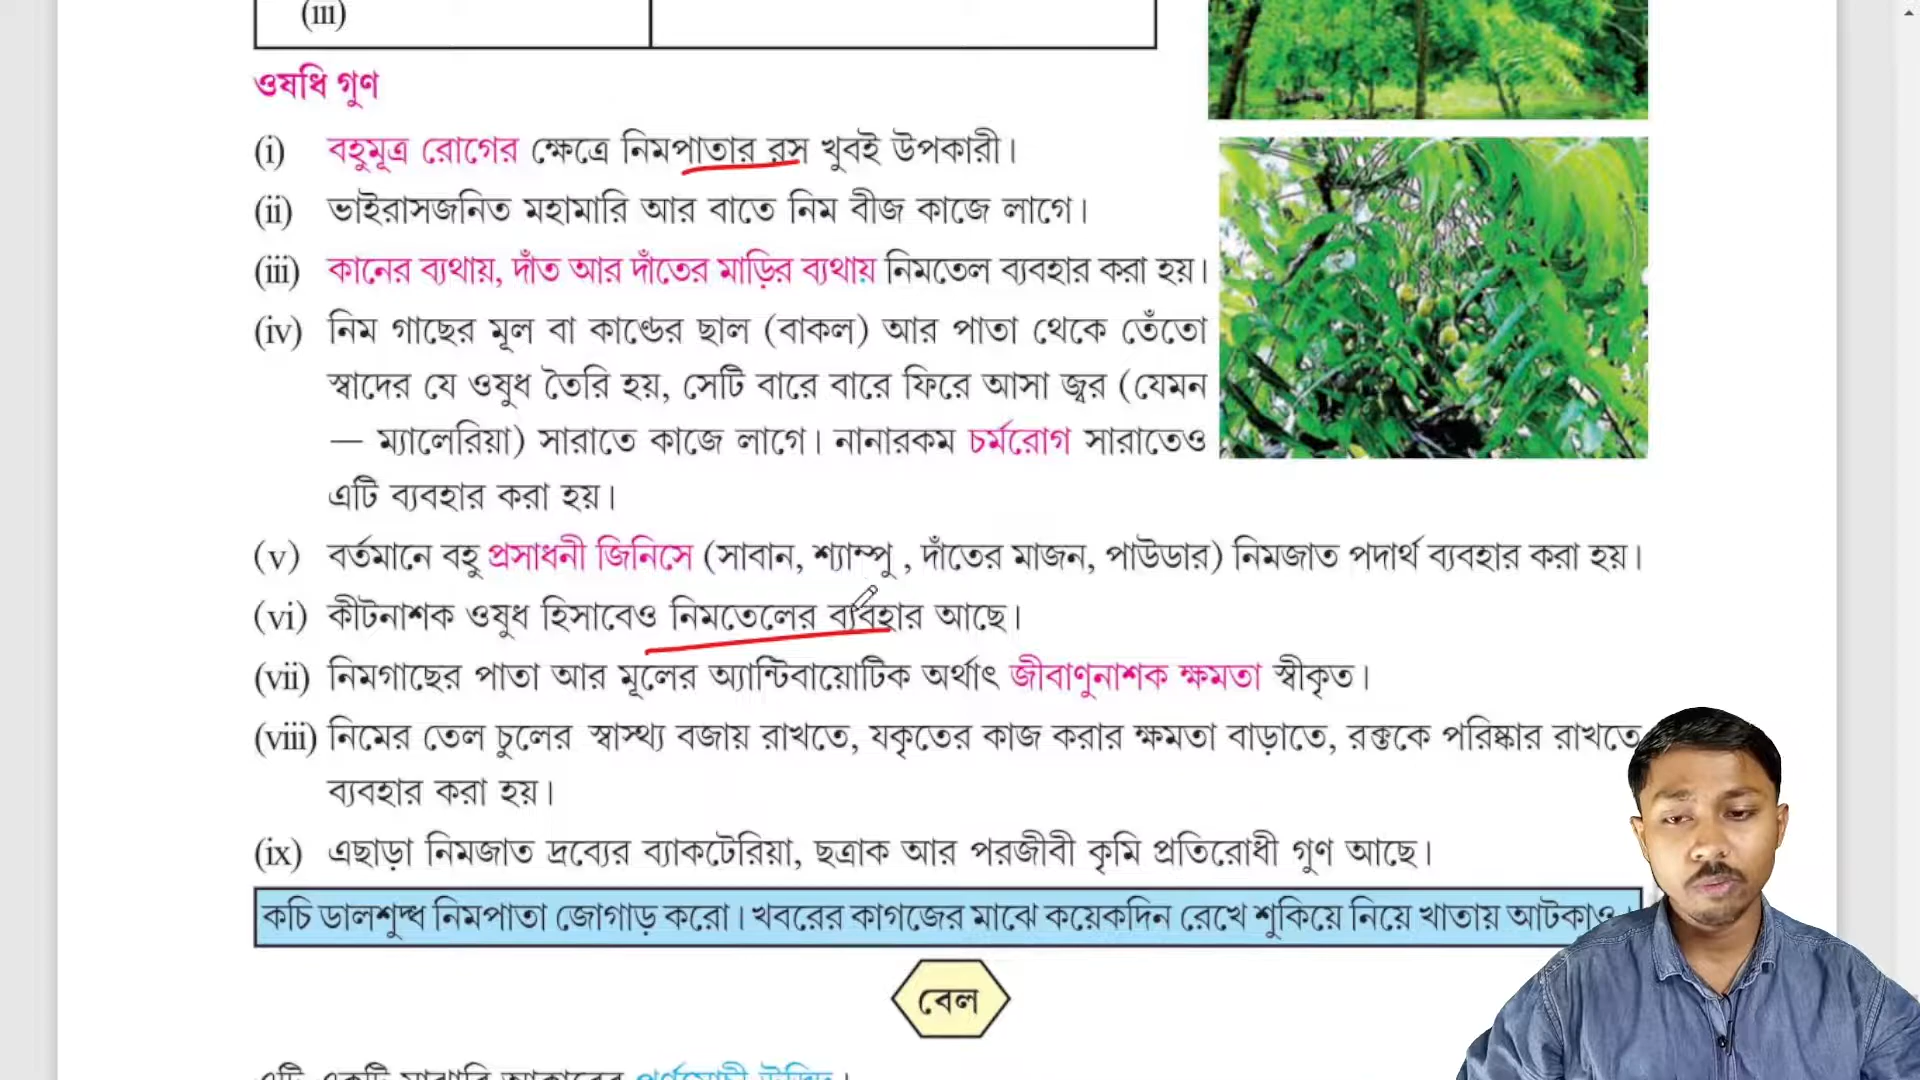 (iii)
ওষধি গুণ
(i) বহুমূত্র রোগের ক্ষেত্রে নিমপাতার রস খুবই উপকারী।
(ii) ভাইরাসজনিত মহামারি আর বাতে নিম বীজ কাজে লাগে।
(iii) কানের ব্যথায়, দাঁত আর দাঁতের মাড়ির ব্যথায় নিমতেল ব্যবহার করা হয়।
(iv) নিম গাছের মূল বা কাণ্ডের ছাল (বাকল) আর পাতা থেকে তেঁতো
স্বাদের যে ওষুধ তৈরি হয়, সেটি বারে বারে ফিরে আসা জ্বর (যেমন
— ম্যালেরিয়া) সারাতে কাজে লাগে। নানারকম চর্মরোগ সারাতেও
এটি ব্যবহার করা হয়।
(v) বর্তমানে বহু প্রসাধনী জিনিসে (সাবান, শ্যাম্পু , দাঁতের মাজন, পাউডার) নিমজাত পদার্থ ব্যবহার করা হয়।
(vi) কীটনাশক ওষুধ হিসাবেও নিমতেলের ব্যবহার আছে।
(vii) নিমগাছের পাতা আর মূলের অ্যান্টিবায়োটিক অর্থাৎ জীবাণুনাশক ক্ষমতা স্বীকৃত।
(viii) নিমের তেল চুলের স্বাস্থ্য বজায় রাখতে, যকৃতের কাজ করার ক্ষমতা বাড়াতে, রক্তকে পরিষ্কার রাখতে
ব্যবহার করা হয়।
(ix) এছাড়া নিমজাত দ্রব্যের ব্যাকটেরিয়া, ছত্রাক আর পরজীবী কৃমি প্রতিরোধী গুণ আছে।
কচি ডালশুদ্ধ নিমপাতা জোগাড় করো। খবরের কাগজের মাঝে কয়েকদিন রেখে শুকিয়ে নিয়ে খাতায় আটকাও
বেল